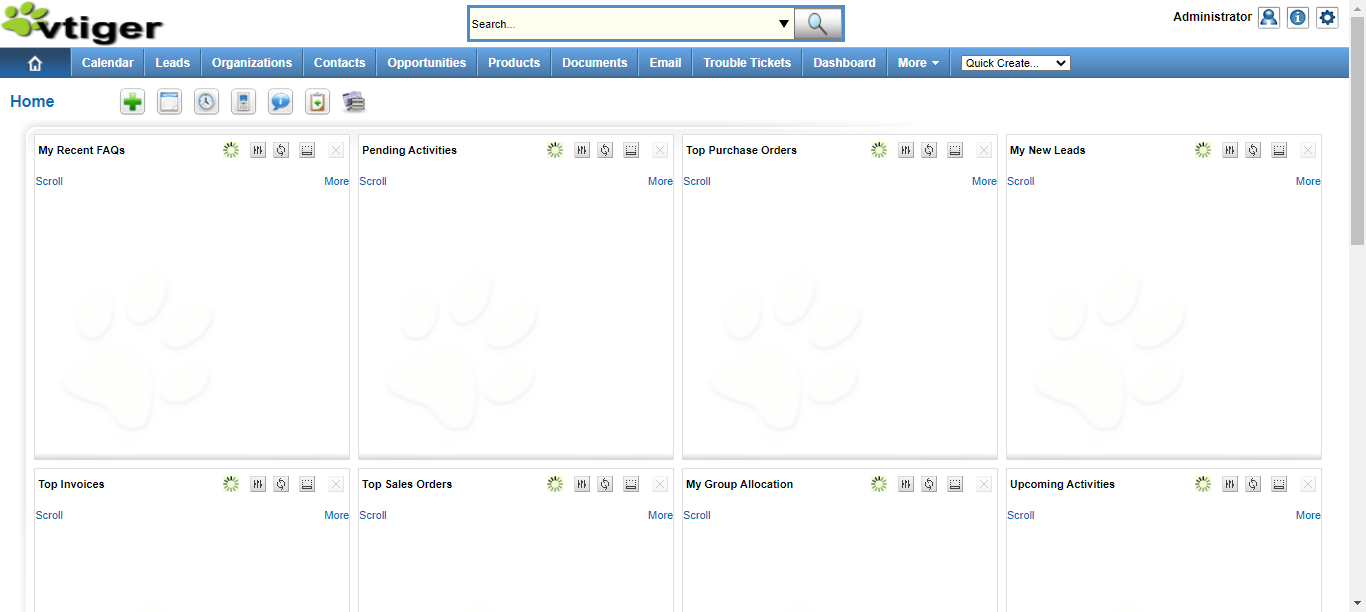 vtiger
Search...
Administrator
Calendar Leads Organizations Contacts Opportunities Products Documents Email Trouble Tickets Dashboard More Quick Create...
Home
My Recent FAQs Pending Activities Top Purchase Orders My New Leads
Scroll More Scroll More Scroll More Scroll More
Top Invoices Top Sales Orders My Group Allocation Upcoming Activities
Scroll More Scroll More Scroll Scroll More